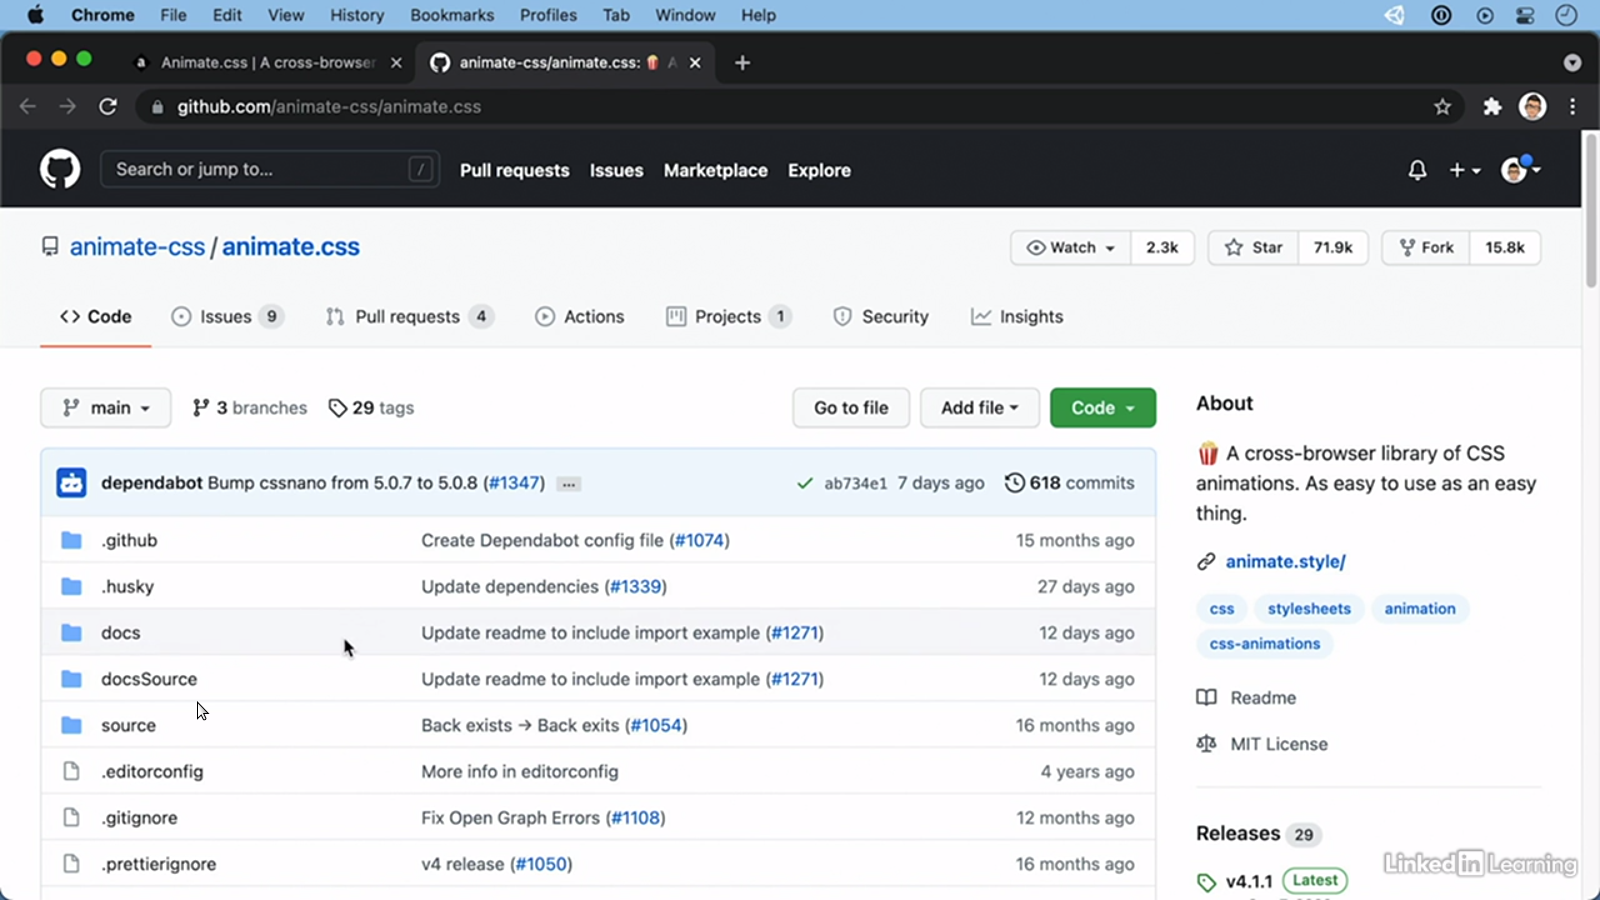 Chrome File Edit View History Bookmarks Profiles Tab Window Help
Animate.css | A cross-browser
animate-css/animate.css: 🍿 A
github.com/animate-css/animate.css
Search or jump to... /
Pull requests Issues Marketplace Explore
animate-css / animate.css
Watch 2.3k
Star 71.9k
Fork 15.8k
Code
Issues 9
Pull requests 4
Actions
Projects 1
Security
Insights
main
3 branches
29 tags
Go to file
Add file
Code
dependabot Bump cssnano from 5.0.7 to 5.0.8 (#1347) ...
ab734e1 7 days ago
618 commits
.github Create Dependabot config file (#1074) 15 months ago
.husky Update dependencies (#1339) 27 days ago
docs Update readme to include import example (#1271) 12 days ago
docsSource Update readme to include import example (#1271) 12 days ago
source Back exists → Back exits (#1054) 16 months ago
.editorconfig More info in editorconfig 4 years ago
.gitignore Fix Open Graph Errors (#1108) 12 months ago
.prettierignore v4 release (#1050) 16 months ago
About
🍿 A cross-browser library of CSS
animations. As easy to use as an easy
thing.
animate.style/
css stylesheets animation
css-animations
Readme
MIT License
Releases 29
v4.1.1 Latest
LinkedIn Learning